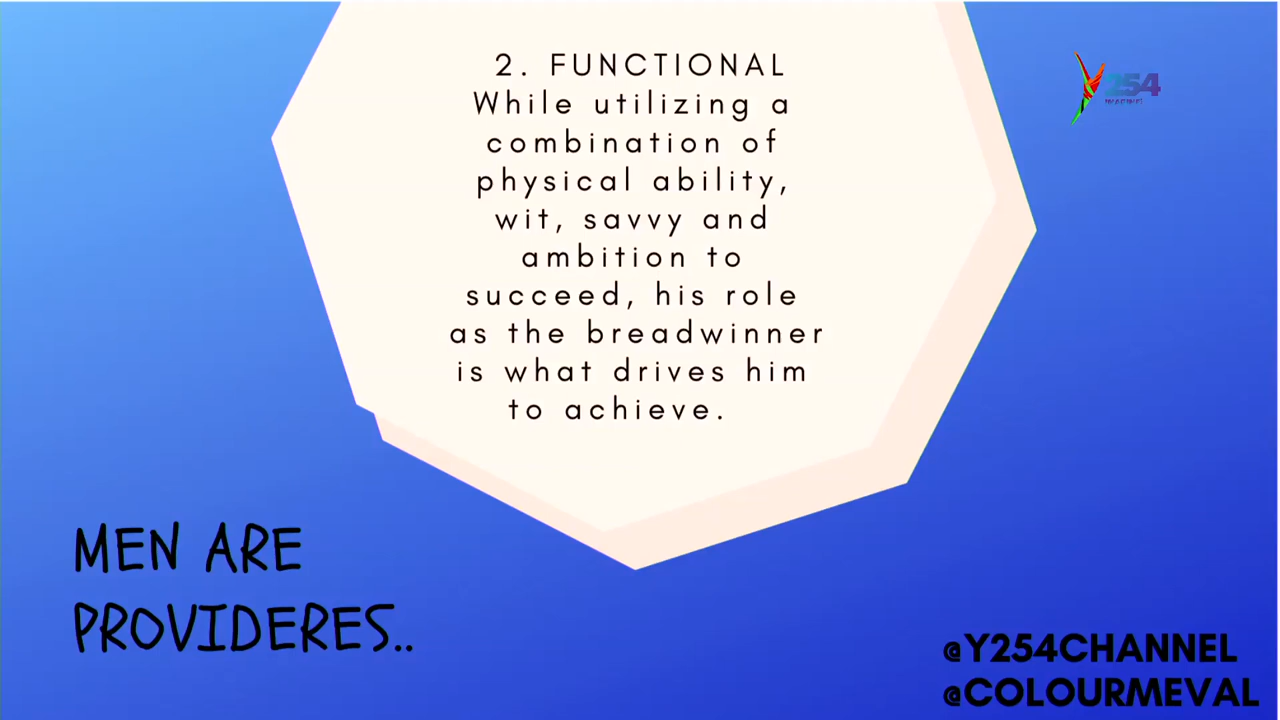 2. FUNCTIONAL
While utilizing a
combination of
physical ability,
wit, savvy and
ambition to
succeed, his role
as the breadwinner
is what drives him
to achieve.
Y254
MEN ARE
PROVIDERES..
@Y254CHANNEL
@COLOURMEVAL